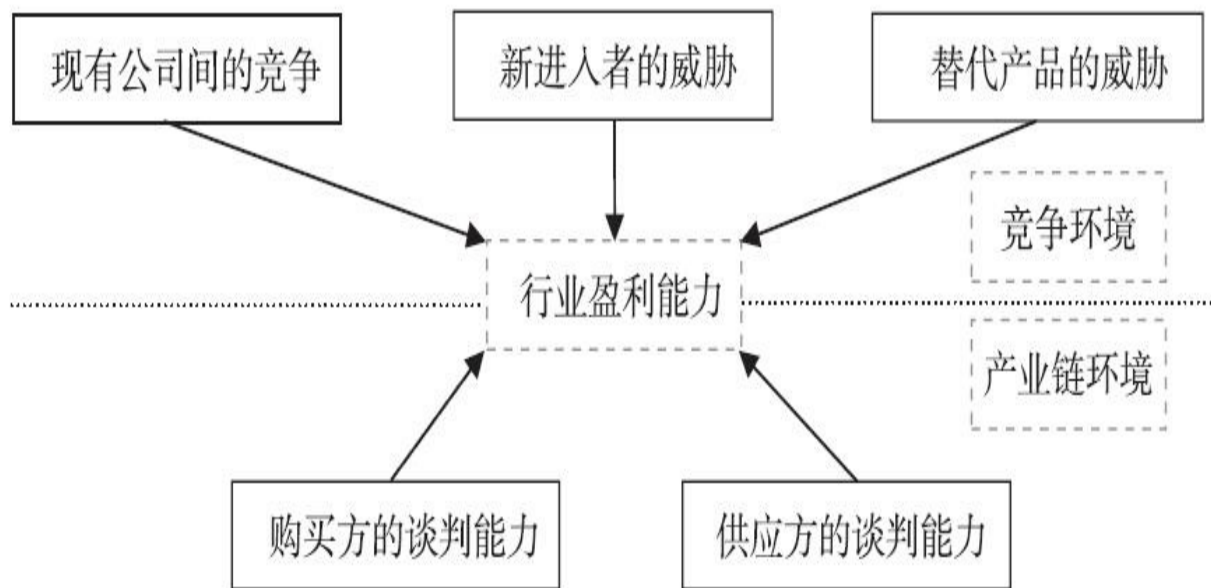 现有公司间的竞争
新进入者的威胁
替代产品的威胁
竞争环境
行业盈利能力
产业链环境
购买方的谈判能力
供应方的谈判能力